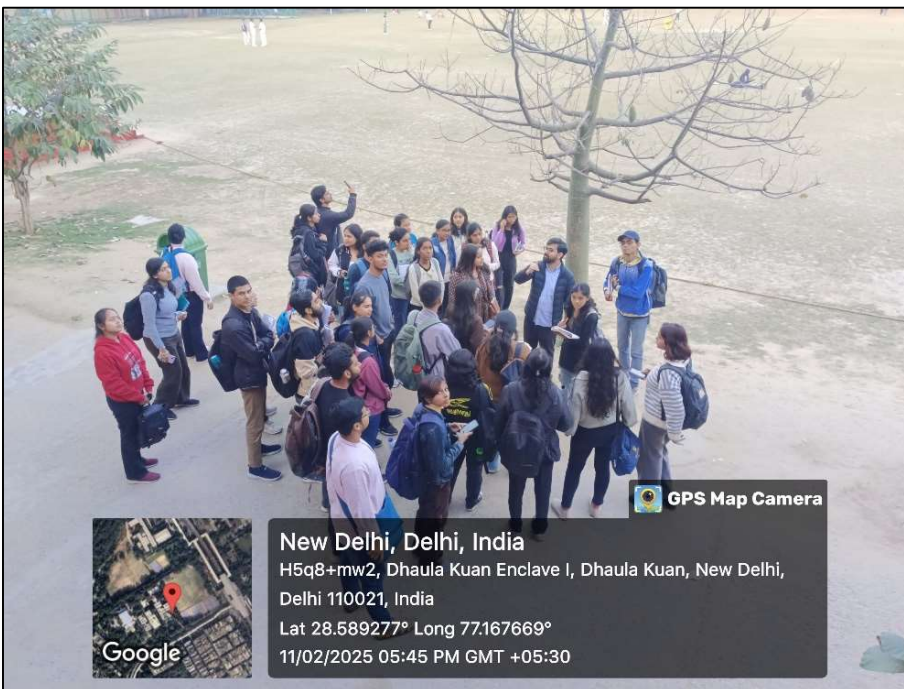 GPS Map Camera
New Delhi, Delhi, India
H5q8+mw2, Dhaula Kuan Enclave I, Dhaula Kuan, New Delhi,
Delhi 110021, India
Lat 28.589277° Long 77.167669°
11/02/2025 05:45 PM GMT +05:30
Google